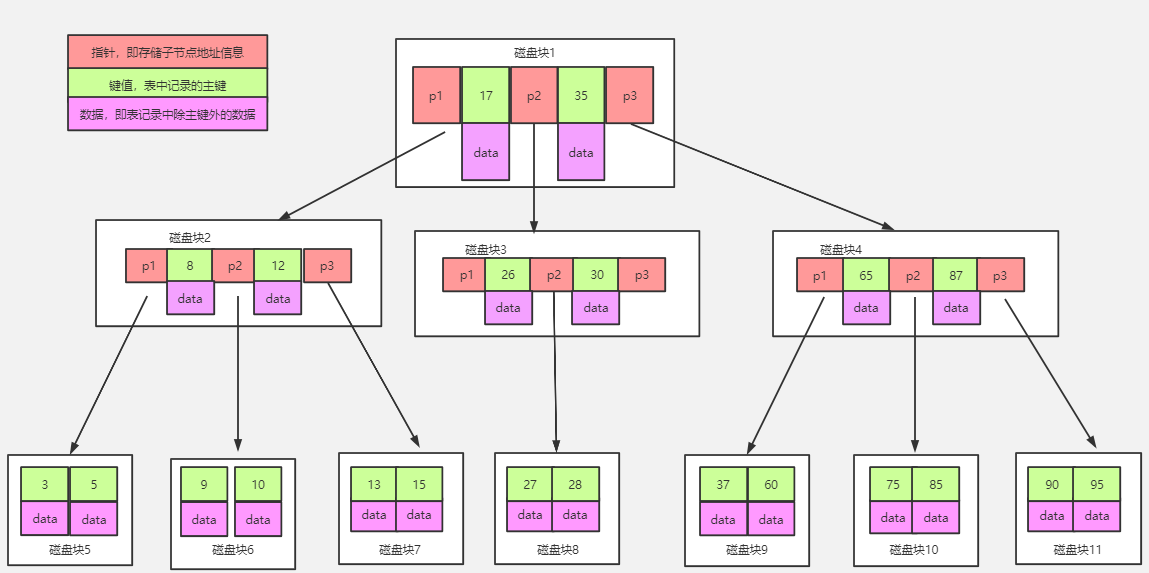 指针，即存储子节点地址信息
键值，表中记录的主键
数据，即表记录中除主键外的数据
磁盘块1
p1 17 p2 35 p3
data data
磁盘块2
p1 8 p2 12 p3
data data
磁盘块3
p1 26 p2 30 p3
data data
磁盘块4
p1 65 p2 87 p3
data data
3 5
data data
磁盘块5
9 10
data data
磁盘块6
13 15
data data
磁盘块7
27 28
data data
磁盘块8
37 60
data data
磁盘块9
75 85
data data
磁盘块10
90 95
data data
磁盘块11